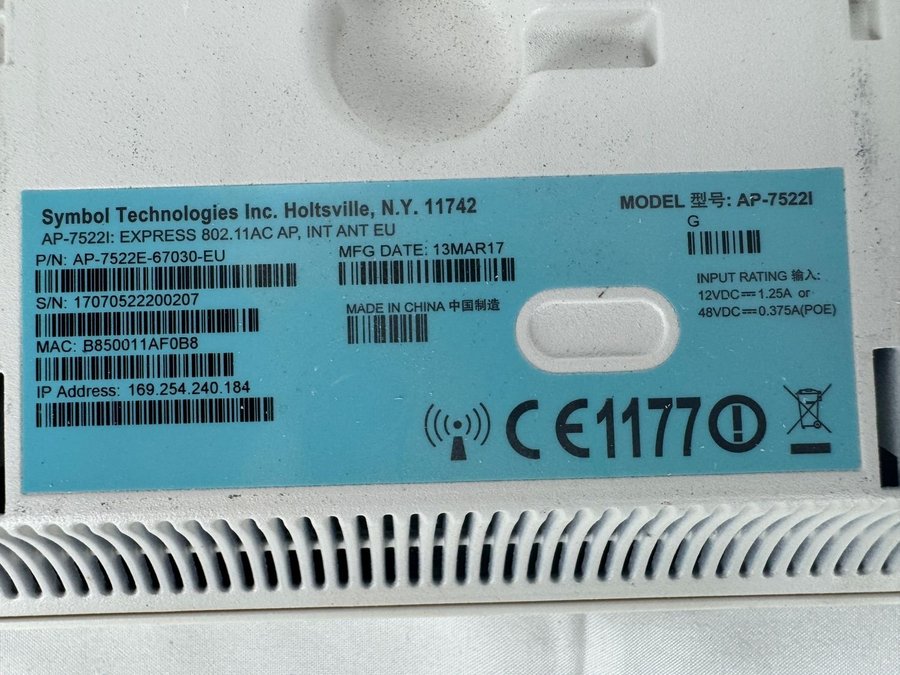 Symbol Technologies Inc. Holtsville, N.Y. 11742
AP-7522I: EXPRESS 802.11AC AP, INT ANT EU
P/N: AP-7522E-67030-EU
S/N: 17070522200207
MAC: B850011AF0B8
IP Address: 169.254.240.184
MFG DATE: 13MAR17
MADE IN CHINA 中国制造
MODEL 型号: AP-7522I
G
INPUT RATING 输入:
12VDC⎓1.25A or
48VDC⎓0.375A(POE)
CE1177